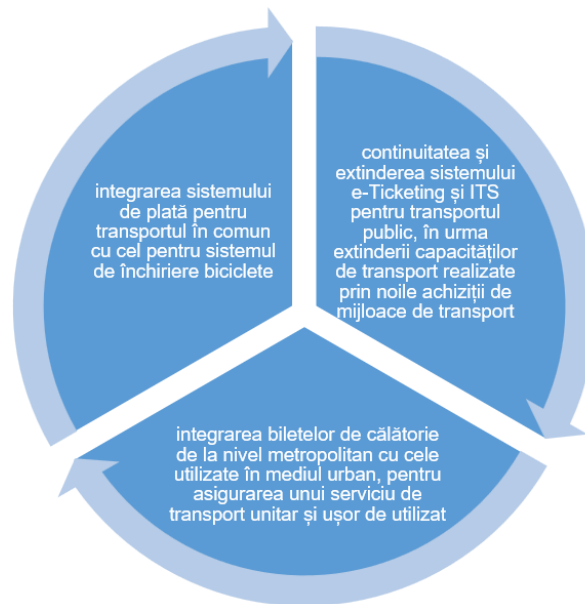 integrarea sistemului
de plată pentru
transportul în comun
cu cel pentru sistemul
de închiriere biciclete
continuitatea și
extinderea sistemului
e-Ticketing și ITS
pentru transportul
public, în urma
extinderii capacităților
de transport realizate
prin noile achiziții de
mijloace de transport
integrarea biletelor de călătorie
de la nivel metropolitan cu cele
utilizate în mediul urban, pentru
asigurarea unui serviciu de
transport unitar și ușor de utilizat